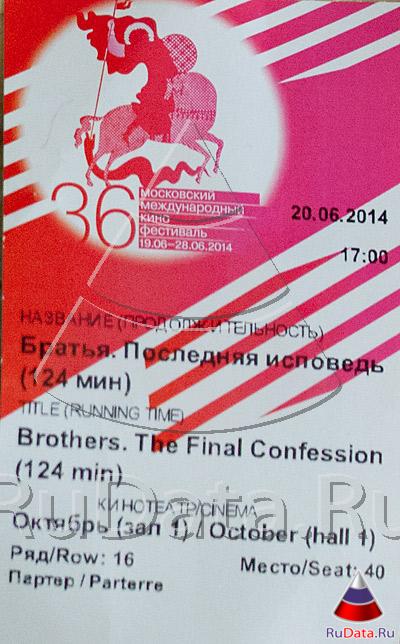 36
московский
международный
кино
фестиваль
19.06—28.06.2014
20.06.2014
17:00
НАЗВАНИЕ (ПРОДОЛЖИТЕЛЬНОСТЬ)
Братья. Последняя исповедь
(124 мин)
TITLE (RUNNING TIME)
Brothers. The Final Confession
(124 min)
КИНОТЕАТР/CINEMA
Октябрь (зал 1) / October (hall 1)
Ряд/Row: 16
Место/Seat: 40
Партер / Parterre
RuData.Ru
RuData.Ru